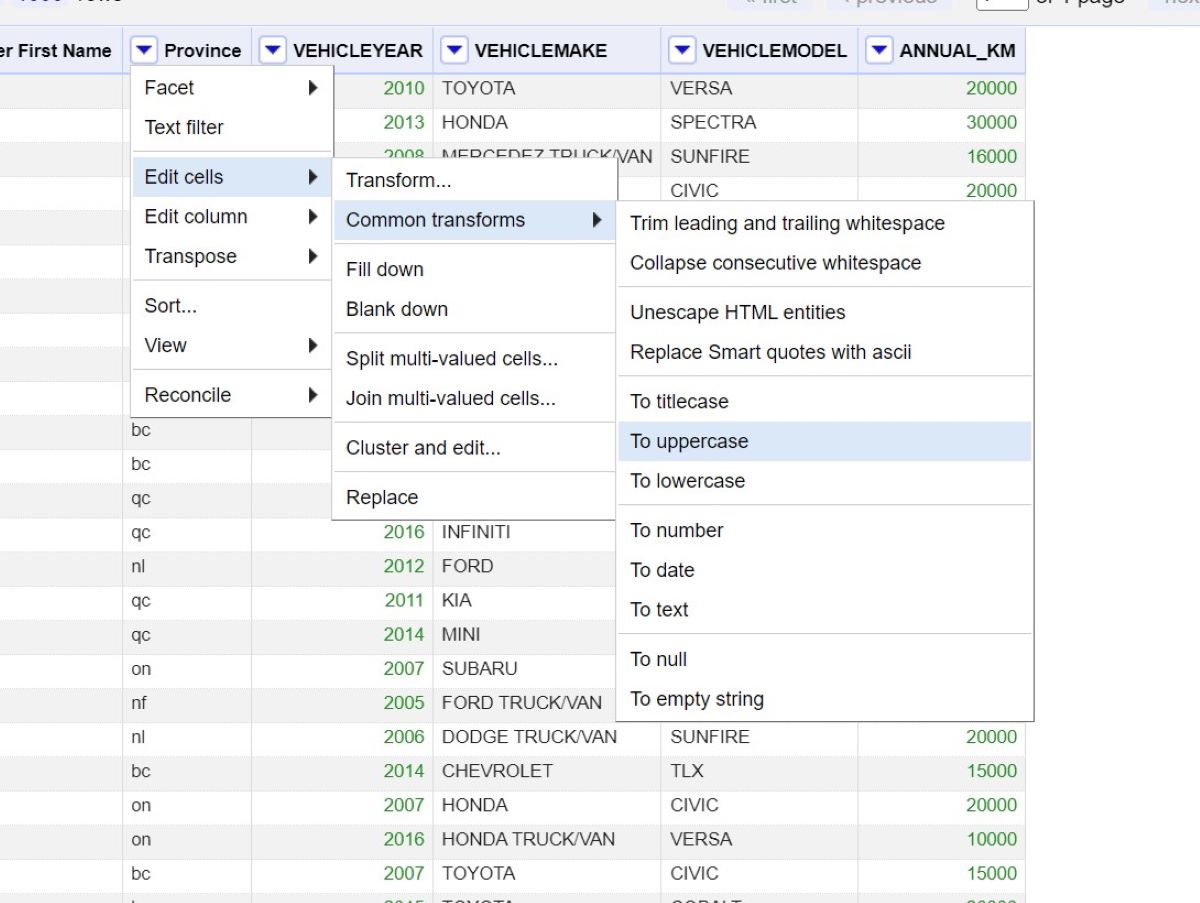 er First Name Province VEHICLEYEAR VEHICLEMAKE VEHICLEMODEL ANNUAL_KM
Facet 2010 TOYOTA VERSA 20000
Text filter 2013 HONDA SPECTRA 30000
2008 MERCEDEZ TRUCK/VAN SUNFIRE 16000
Edit cells Transform... CIVIC 20000
Edit column Common transforms Trim leading and trailing whitespace
Transpose Fill down Collapse consecutive whitespace
Sort... Blank down Unescape HTML entities
View Split multi-valued cells... Replace Smart quotes with ascii
Reconcile Join multi-valued cells... To titlecase
bc Cluster and edit... To uppercase
bc
qc Replace To lowercase
qc 2016 INFINITI To number
nl 2012 FORD To date
qc 2011 KIA To text
qc 2014 MINI
on 2007 SUBARU To null
nf 2005 FORD TRUCK/VAN To empty string
nl 2006 DODGE TRUCK/VAN SUNFIRE 20000
bc 2014 CHEVROLET TLX 15000
on 2007 HONDA CIVIC 20000
on 2016 HONDA TRUCK/VAN VERSA 10000
bc 2007 TOYOTA CIVIC 15000